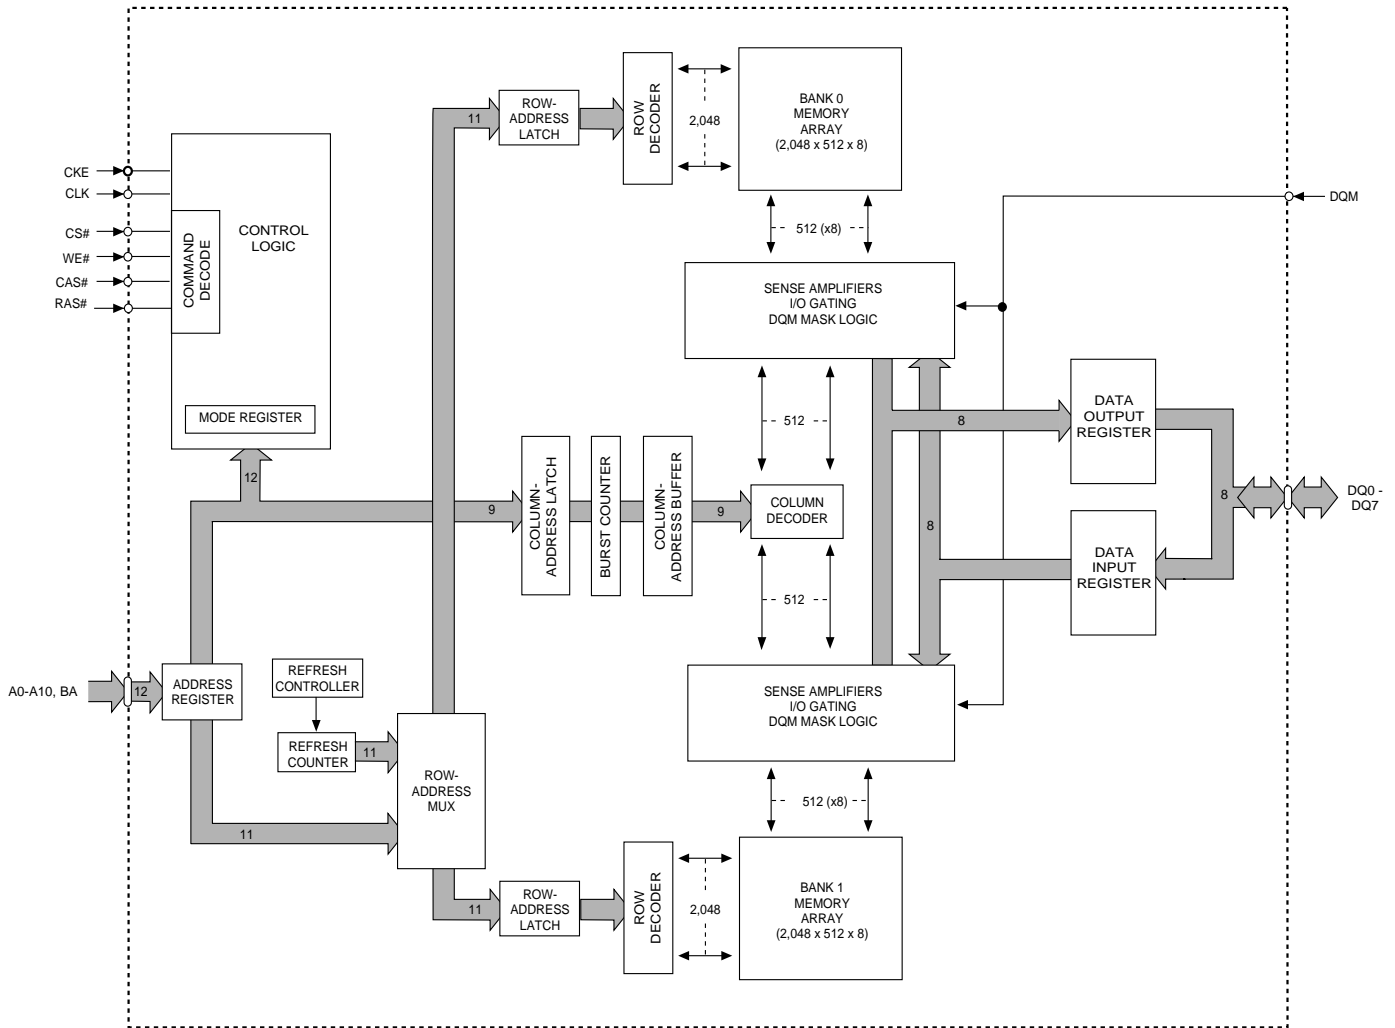 ROW-
ADDRESS
LATCH
11
ROW
DECODER
2,048
BANK 0
MEMORY
ARRAY
(2,048 x 512 x 8)
CKE
CLK
CS#
WE#
CAS#
RAS#
COMMAND
DECODE
CONTROL
LOGIC
MODE REGISTER
12
512 (x8)
DQM
SENSE AMPLIFIERS
I/O GATING
DQM MASK LOGIC
512
8
DATA
OUTPUT
REGISTER
9
COLUMN-
ADDRESS LATCH
BURST COUNTER
COLUMN-
ADDRESS BUFFER
9
COLUMN
DECODER
8
8
DQ0 -
DQ7
DATA
INPUT
REGISTER
512
A0-A10, BA
12
ADDRESS
REGISTER
REFRESH
CONTROLLER
REFRESH
COUNTER
11
ROW-
ADDRESS
MUX
11
SENSE AMPLIFIERS
I/O GATING
DQM MASK LOGIC
512 (x8)
11
ROW-
ADDRESS
LATCH
ROW
DECODER
2,048
BANK 1
MEMORY
ARRAY
(2,048 x 512 x 8)